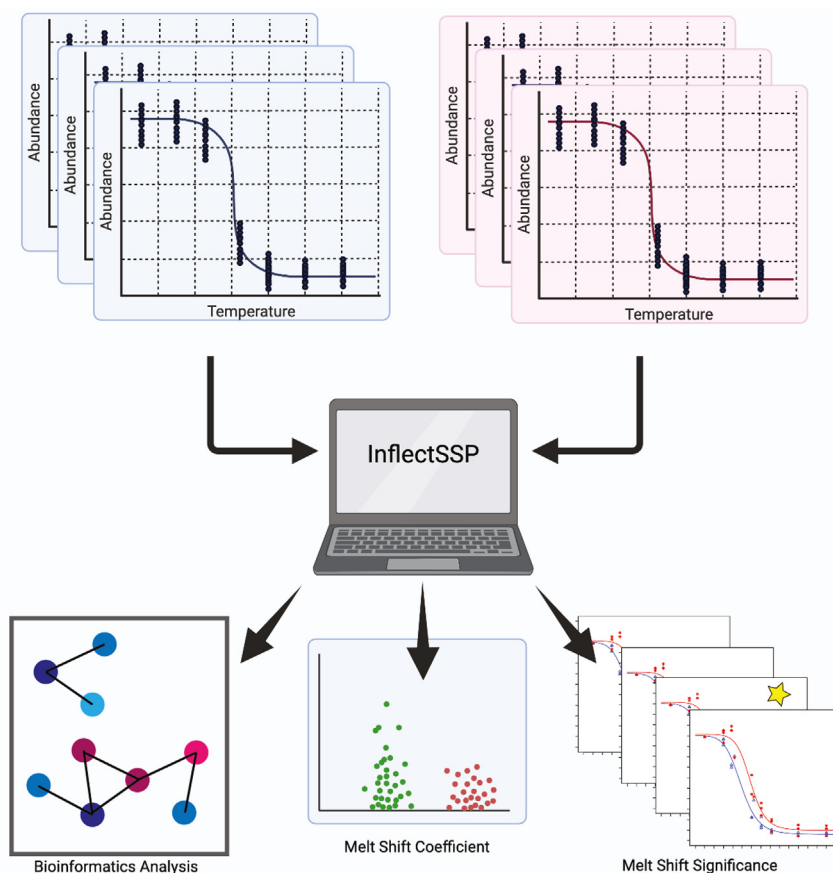 Abundance
Abundance
Abundance
Temperature
Abundance
Abundance
Abundance
Temperature
InflectSSP
Bioinformatics Analysis
Melt Shift Coefficient
Melt Shift Significance